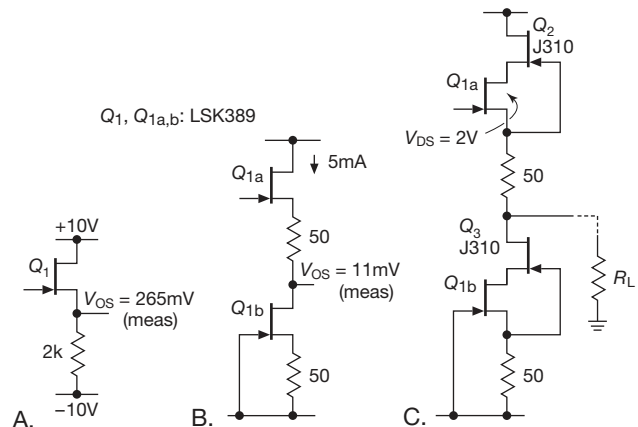 Q1, Q1a,b: LSK389
+10V
Q1
VOS = 265mV
(meas)
2k
−10V
A.
5mA
Q1a
50
VOS = 11mV
(meas)
Q1b
50
B.
Q2
J310
Q1a
VDS = 2V
50
Q3
J310
Q1b
RL
50
C.